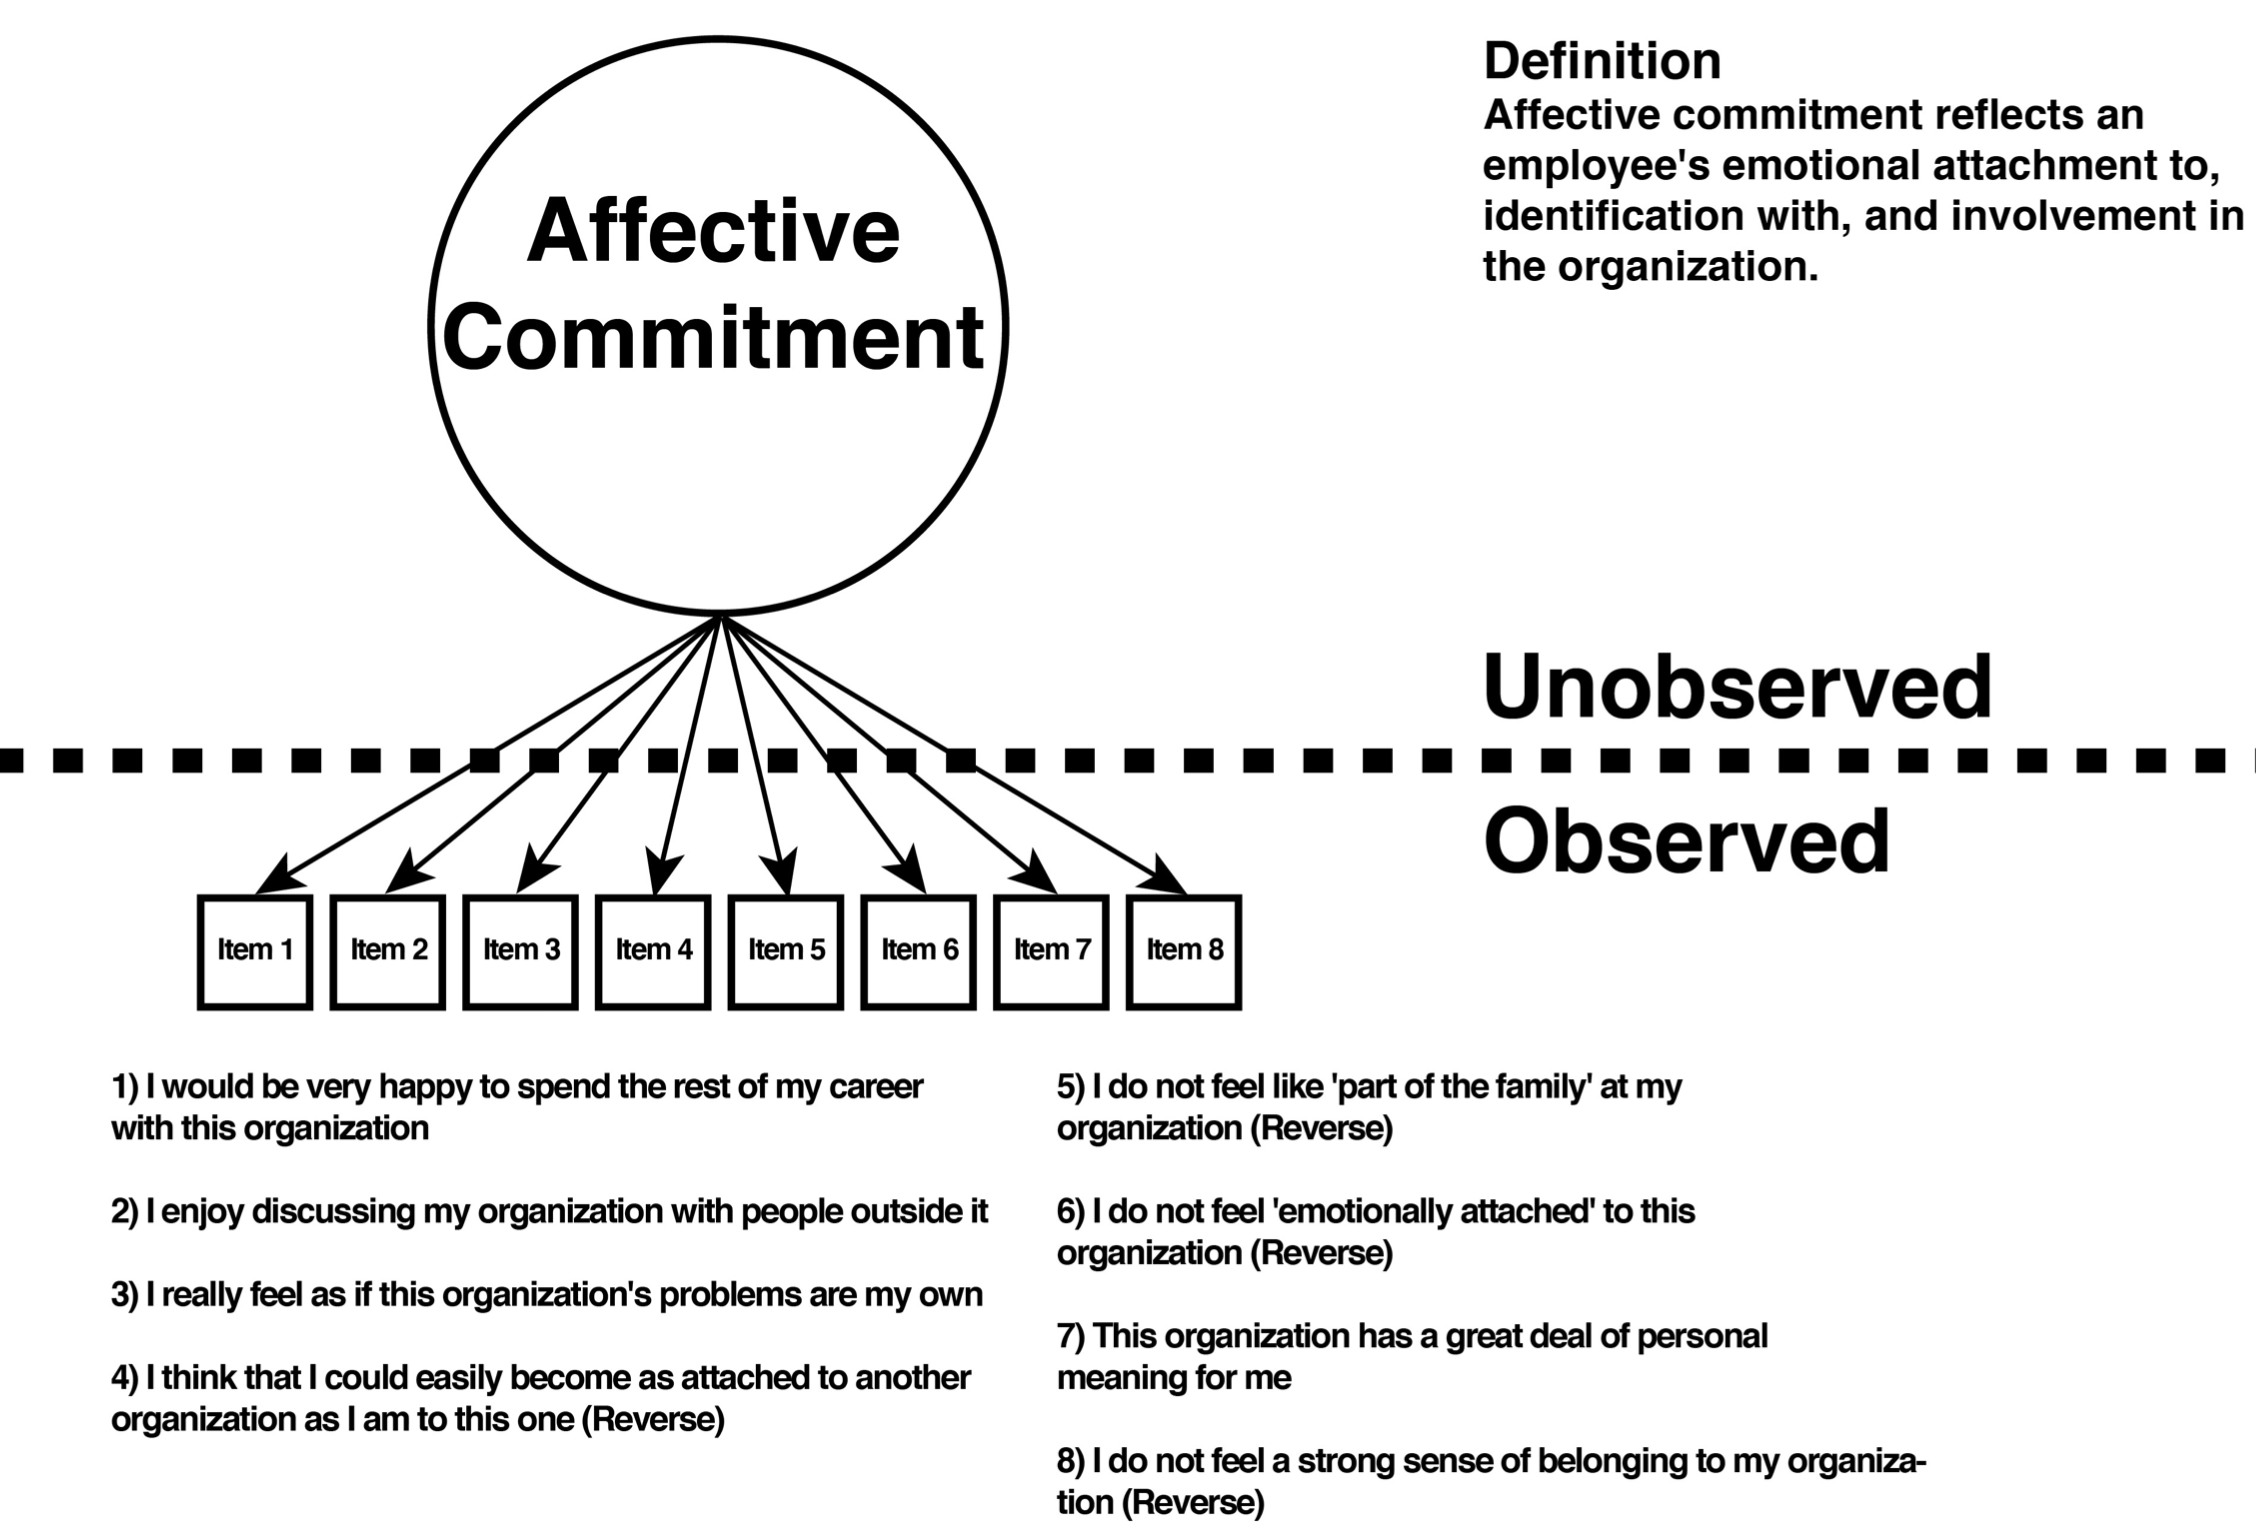 Affective
Commitment
Definition
Affective commitment reflects an
employee's emotional attachment to,
identification with, and involvement in
the organization.
Unobserved
Observed
Item 1
Item 2
Item 3
Item 4
Item 5
Item 6
Item 7
Item 8
1) I would be very happy to spend the rest of my career
with this organization
2) I enjoy discussing my organization with people outside it
3) I really feel as if this organization's problems are my own
4) I think that I could easily become as attached to another
organization as I am to this one (Reverse)
5) I do not feel like 'part of the family' at my
organization (Reverse)
6) I do not feel 'emotionally attached' to this
organization (Reverse)
7) This organization has a great deal of personal
meaning for me
8) I do not feel a strong sense of belonging to my organiza-
tion (Reverse)